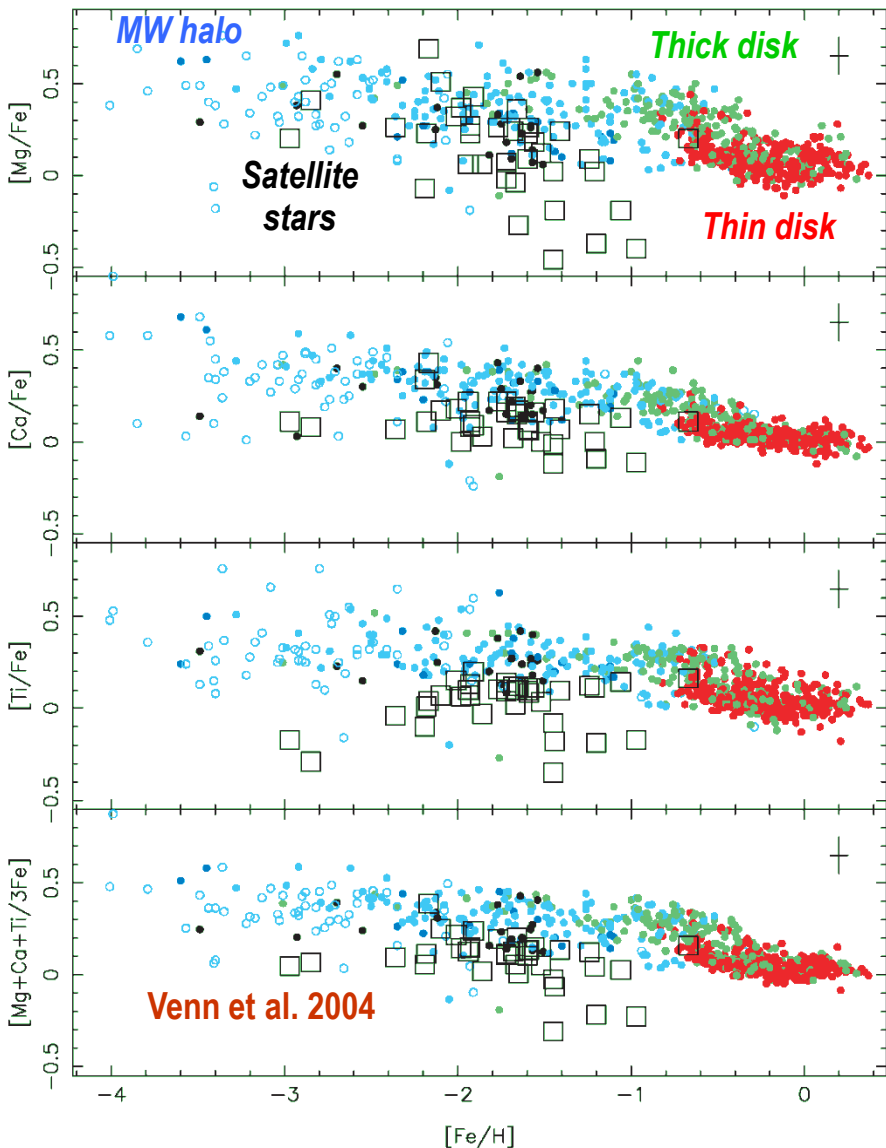 MW halo
Thick disk
Satellite
stars
Thin disk
[Mg/Fe]
0.5
0
−0.5
[Ca/Fe]
0.5
0
−0.5
[Ti/Fe]
0.5
0
−0.5
[Mg+Ca+Ti/3Fe]
0.5
0
−0.5
Venn et al. 2004
−4
−3
−2
−1
0
[Fe/H]